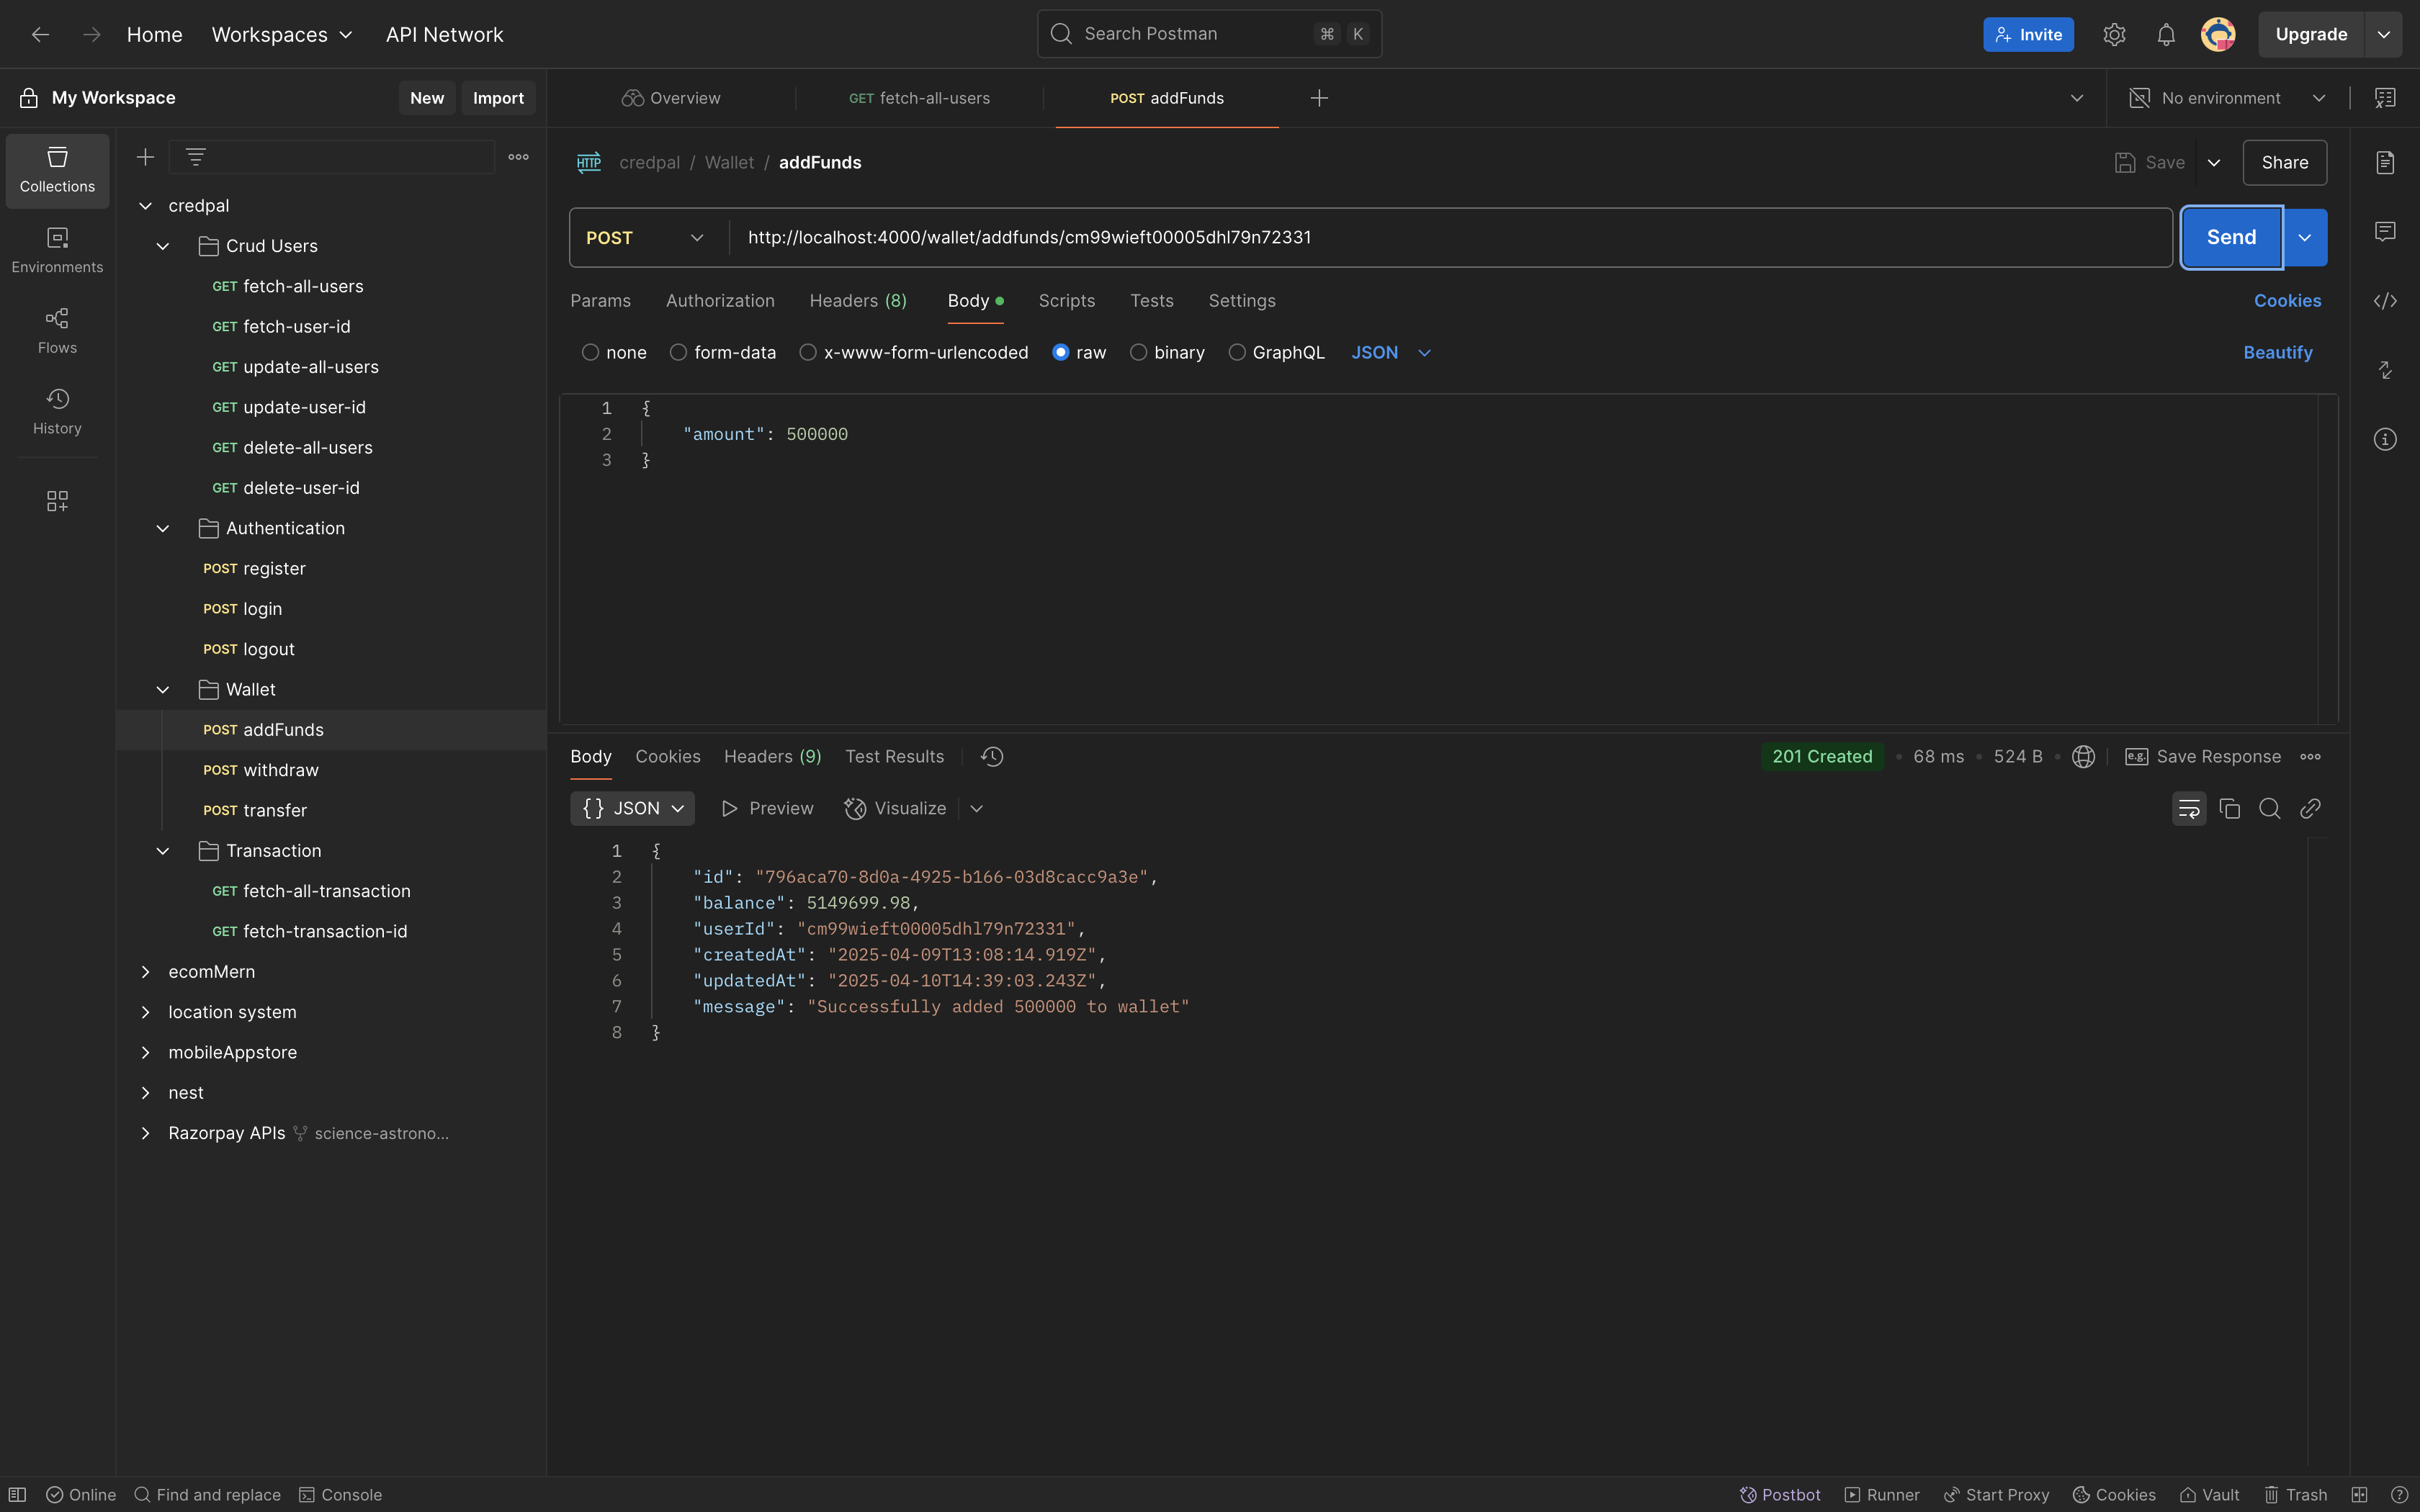 Home Workspaces API Network Search Postman ⌘ K Invite Upgrade
My Workspace New Import Overview GET fetch-all-users POST addFunds No environment
Collections
Environments
Flows
History
credpal
Crud Users
GET fetch-all-users
GET fetch-user-id
GET update-all-users
GET update-user-id
GET delete-all-users
GET delete-user-id
Authentication
POST register
POST login
POST logout
Wallet
POST addFunds
POST withdraw
POST transfer
Transaction
GET fetch-all-transaction
GET fetch-transaction-id
ecomMern
location system
mobileAppstore
nest
Razorpay APIs science-astrono...
HTTP credpal / Wallet / addFunds Save Share
POST http://localhost:4000/wallet/addfunds/cm99wieft00005dhl79n72331 Send
Params Authorization Headers (8) Body Scripts Tests Settings Cookies
none form-data x-www-form-urlencoded raw binary GraphQL JSON Beautify
1 {
2 "amount": 500000
3 }
Body Cookies Headers (9) Test Results 201 Created • 68 ms • 524 B • e.g. Save Response
{} JSON Preview Visualize
1 {
2 "id": "796aca70-8d0a-4925-b166-03d8cacc9a3e",
3 "balance": 5149699.98,
4 "userId": "cm99wieft00005dhl79n72331",
5 "createdAt": "2025-04-09T13:08:14.919Z",
6 "updatedAt": "2025-04-10T14:39:03.243Z",
7 "message": "Successfully added 500000 to wallet"
8 }
Online Find and replace Console Postbot Runner Start Proxy Cookies Vault Trash